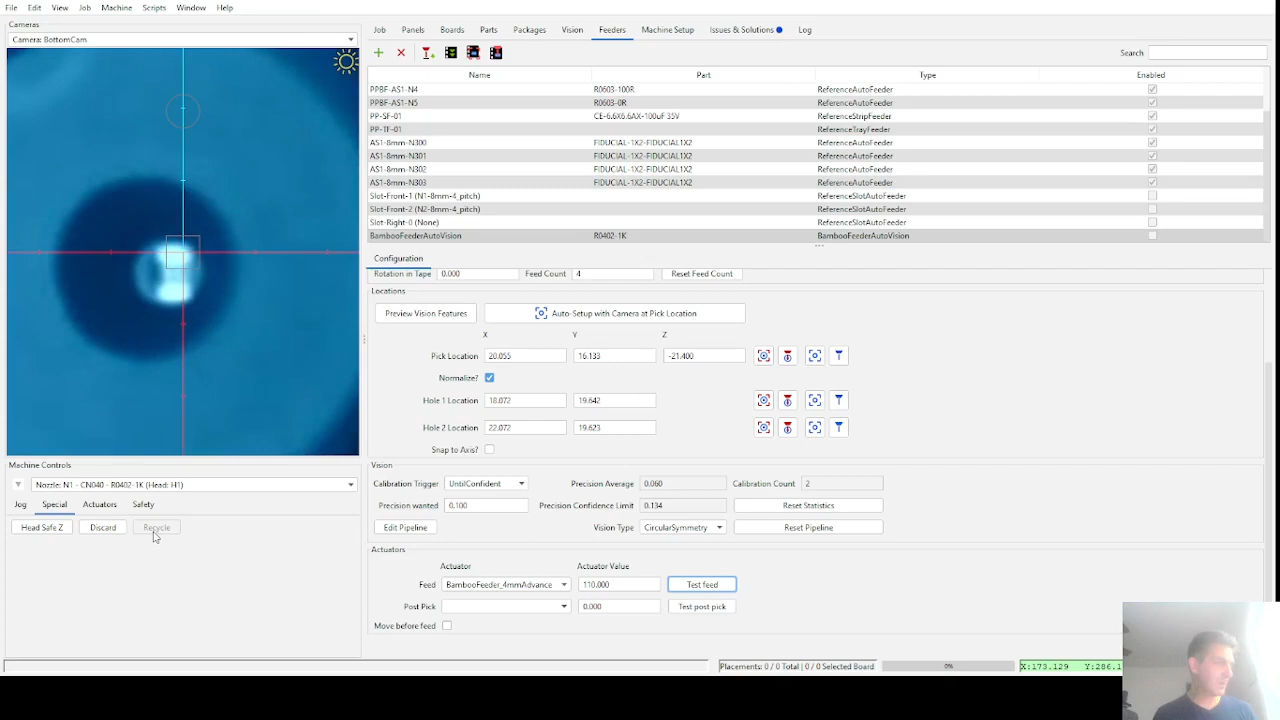 File Edit View Job Machine Scripts Window Help
Cameras
Camera: BottomCam
Job Panels Boards Parts Packages Vision Feeders Machine Setup Issues & Solutions Log
Search
Name Part Type Enabled
PPBF-AS1-N4 R0603-100R ReferenceAutoFeeder
PPBF-AS1-N5 R0603-0R ReferenceAutoFeeder
PP-SF-01 CE-6.6X6.6AX-100uF 35V ReferenceStripFeeder
PP-TF-01 ReferenceTrayFeeder
AS1-8mm-N300 FIDUCIAL-1X2-FIDUCIAL1X2 ReferenceAutoFeeder
AS1-8mm-N301 FIDUCIAL-1X2-FIDUCIAL1X2 ReferenceAutoFeeder
AS1-8mm-N302 FIDUCIAL-1X2-FIDUCIAL1X2 ReferenceAutoFeeder
AS1-8mm-N303 FIDUCIAL-1X2-FIDUCIAL1X2 ReferenceAutoFeeder
Slot-Front-1 (N1-8mm-4_pitch) ReferenceSlotAutoFeeder
Slot-Front-2 (N2-8mm-4_pitch) ReferenceSlotAutoFeeder
Slot-Right-0 (None) ReferenceSlotAutoFeeder
BambooFeederAutoVision R0402-1K BambooFeederAutoVision
Configuration
Rotation in Tape 0.000 Feed Count 4 Reset Feed Count
Locations
Preview Vision Features Auto-Setup with Camera at Pick Location
X Y Z
Pick Location 20.055 16.133 -21.400
Normalize?
Hole 1 Location 18.072 19.642
Hole 2 Location 22.072 19.623
Snap to Axis?
Vision
Calibration Trigger UntilConfident Precision Average 0.060 Calibration Count 2
Precision wanted 0.100 Precision Confidence Limit 0.134 Reset Statistics
Edit Pipeline Vision Type CircularSymmetry Reset Pipeline
Actuators
Actuator Actuator Value
Feed BambooFeeder_4mmAdvance 110.000 Test feed
Post Pick 0.000 Test post pick
Move before feed
Machine Controls
Nozzle: N1 - CN040 - R0402-1K (Head: H1)
Jog Special Actuators Safety
Head Safe Z Discard Recycle
Placements: 0 / 0 Total | 0 / 0 Selected Board 0% X:173.129 Y:286.1